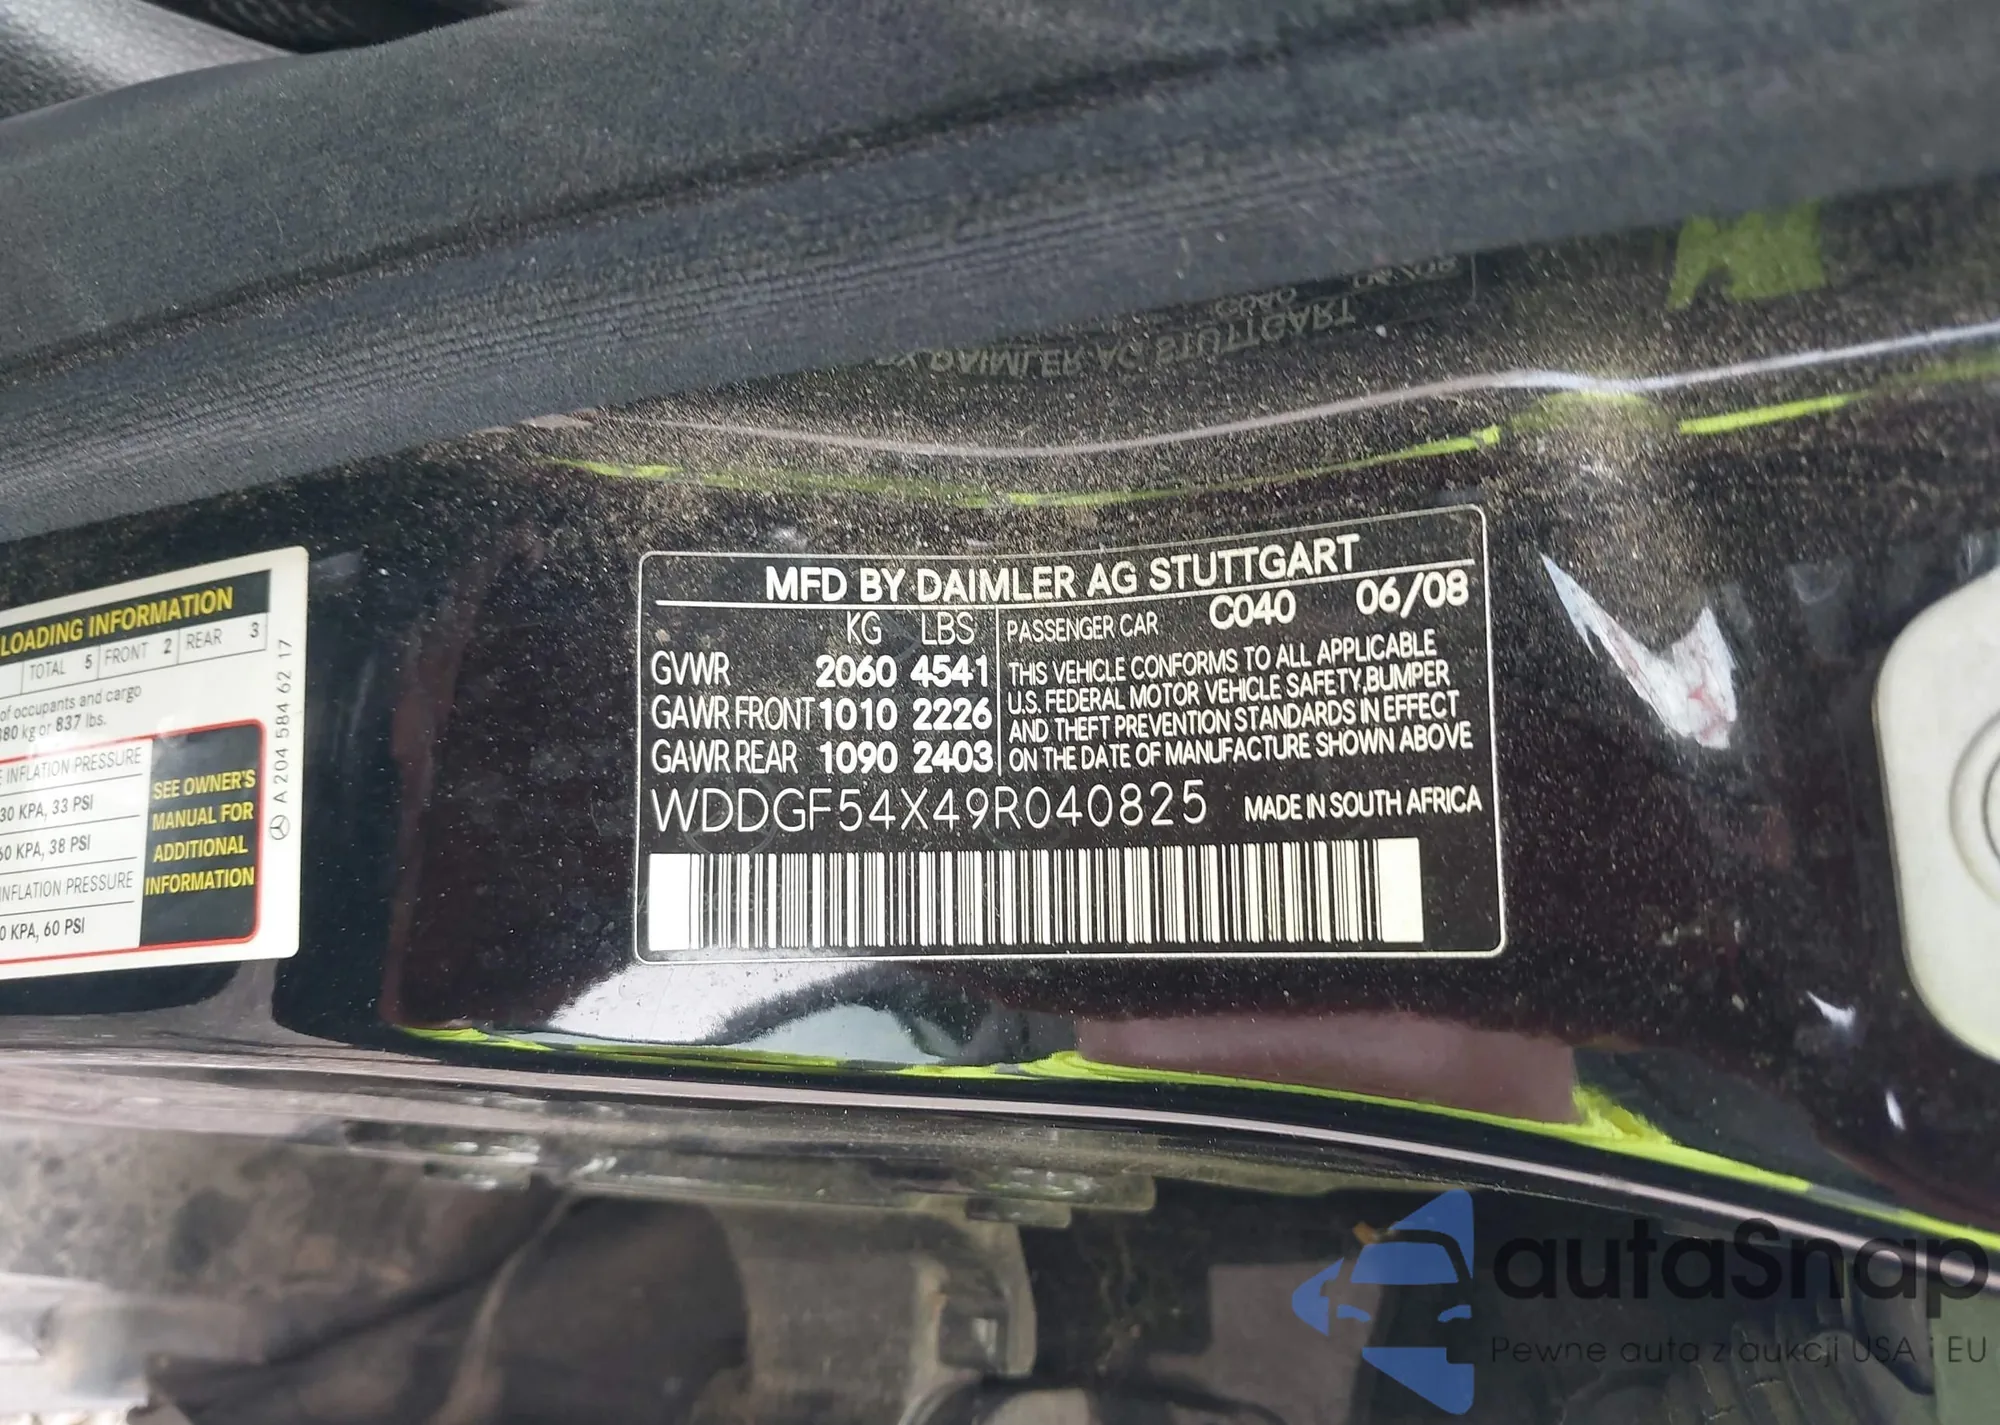 LOADING INFORMATION
TOTAL 5 FRONT 2 REAR 3
of occupants and cargo
kg or 837 lbs.
INFLATION PRESSURE
30 KPA, 33 PSI
60 KPA, 38 PSI
INFLATION PRESSURE
0 KPA, 60 PSI
SEE OWNER'S
MANUAL FOR
ADDITIONAL
INFORMATION
A 204 584 62 17
MFD BY DAIMLER AG STUTTGART
C040 06/08
KG LBS
GVWR 2060 4541
GAWR FRONT 1010 2226
GAWR REAR 1090 2403
PASSENGER CAR
THIS VEHICLE CONFORMS TO ALL APPLICABLE
U.S. FEDERAL MOTOR VEHICLE SAFETY,BUMPER
AND THEFT PREVENTION STANDARDS IN EFFECT
ON THE DATE OF MANUFACTURE SHOWN ABOVE
WDDGF54X49R040825 MADE IN SOUTH AFRICA
autaSnap
Pewne auta z aukcji USA i EU